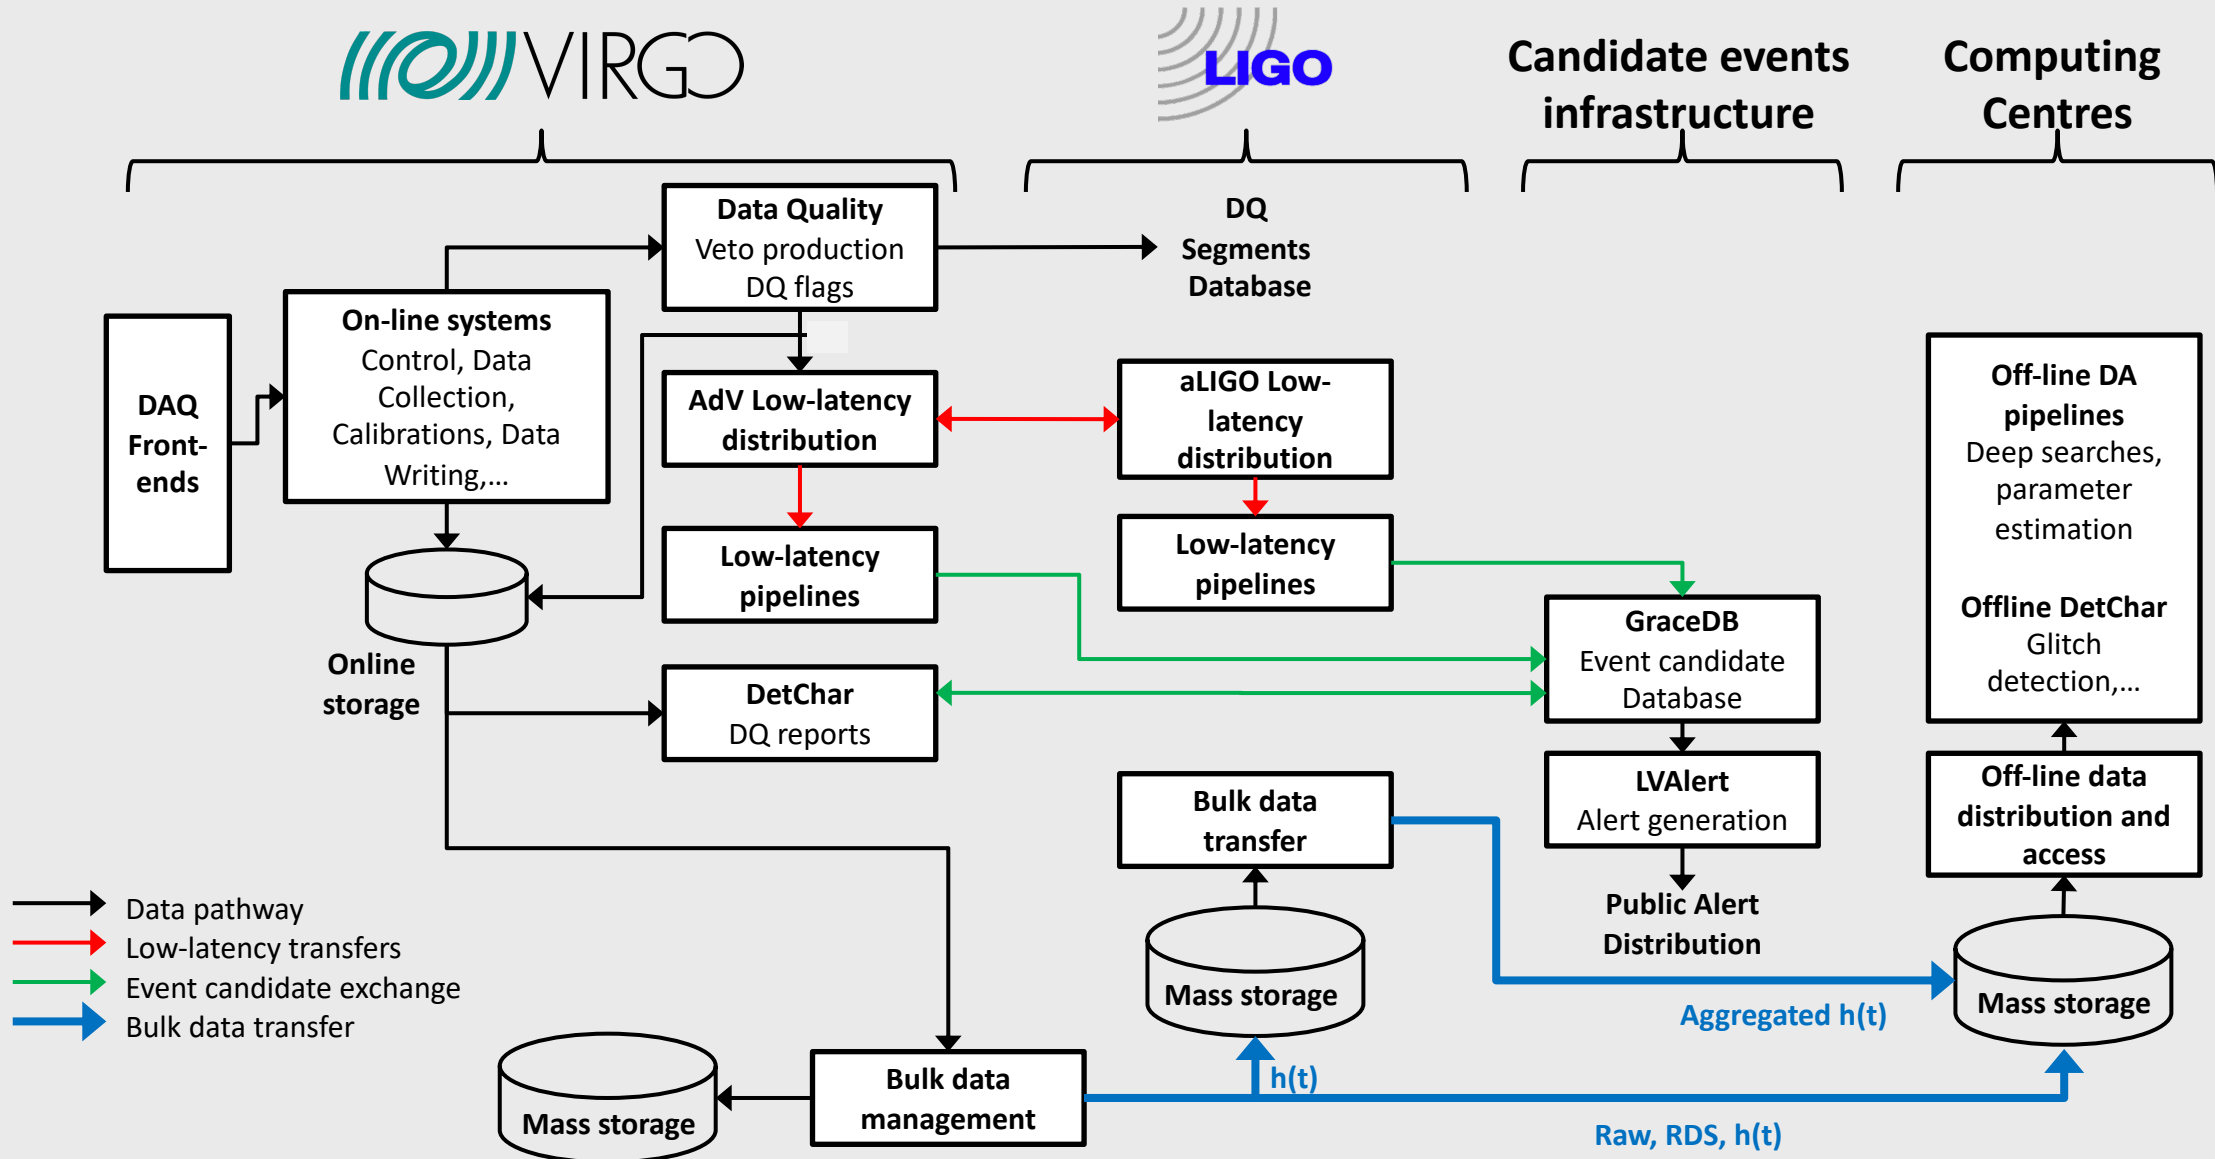 VIRGO
LIGO
Candidate events
infrastructure
Computing
Centres
Data Quality
Veto production
DQ flags
DQ
Segments
Database
On-line systems
Control, Data
Collection,
Calibrations, Data
Writing,...
DAQ
Front-
ends
AdV Low-latency
distribution
aLIGO Low-
latency
distribution
Off-line DA
pipelines
Deep searches,
parameter
estimation
Offline DetChar
Glitch
detection,...
Low-latency
pipelines
Low-latency
pipelines
Online
storage
GraceDB
Event candidate
Database
DetChar
DQ reports
LVAlert
Alert generation
Bulk data
transfer
Off-line data
distribution and
access
Public Alert
Distribution
Data pathway
Low-latency transfers
Event candidate exchange
Bulk data transfer
Mass storage
Mass storage
Aggregated h(t)
h(t)
Bulk data
management
Mass storage
Raw, RDS, h(t)